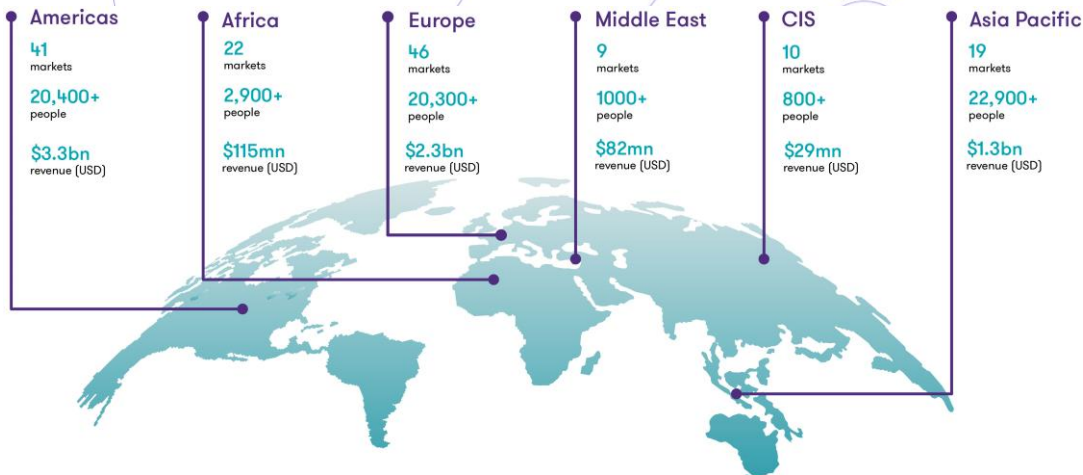 Americas
41
markets
20,400+
people
$3.3bn
revenue (USD)
Africa
22
markets
2,900+
people
$115mn
revenue (USD)
Europe
46
markets
20,300+
people
$2.3bn
revenue (USD)
Middle East
9
markets
1000+
people
$82mn
revenue (USD)
CIS
10
markets
800+
people
$29mn
revenue (USD)
Asia Pacific
19
markets
22,900+
people
$1.3bn
revenue (USD)